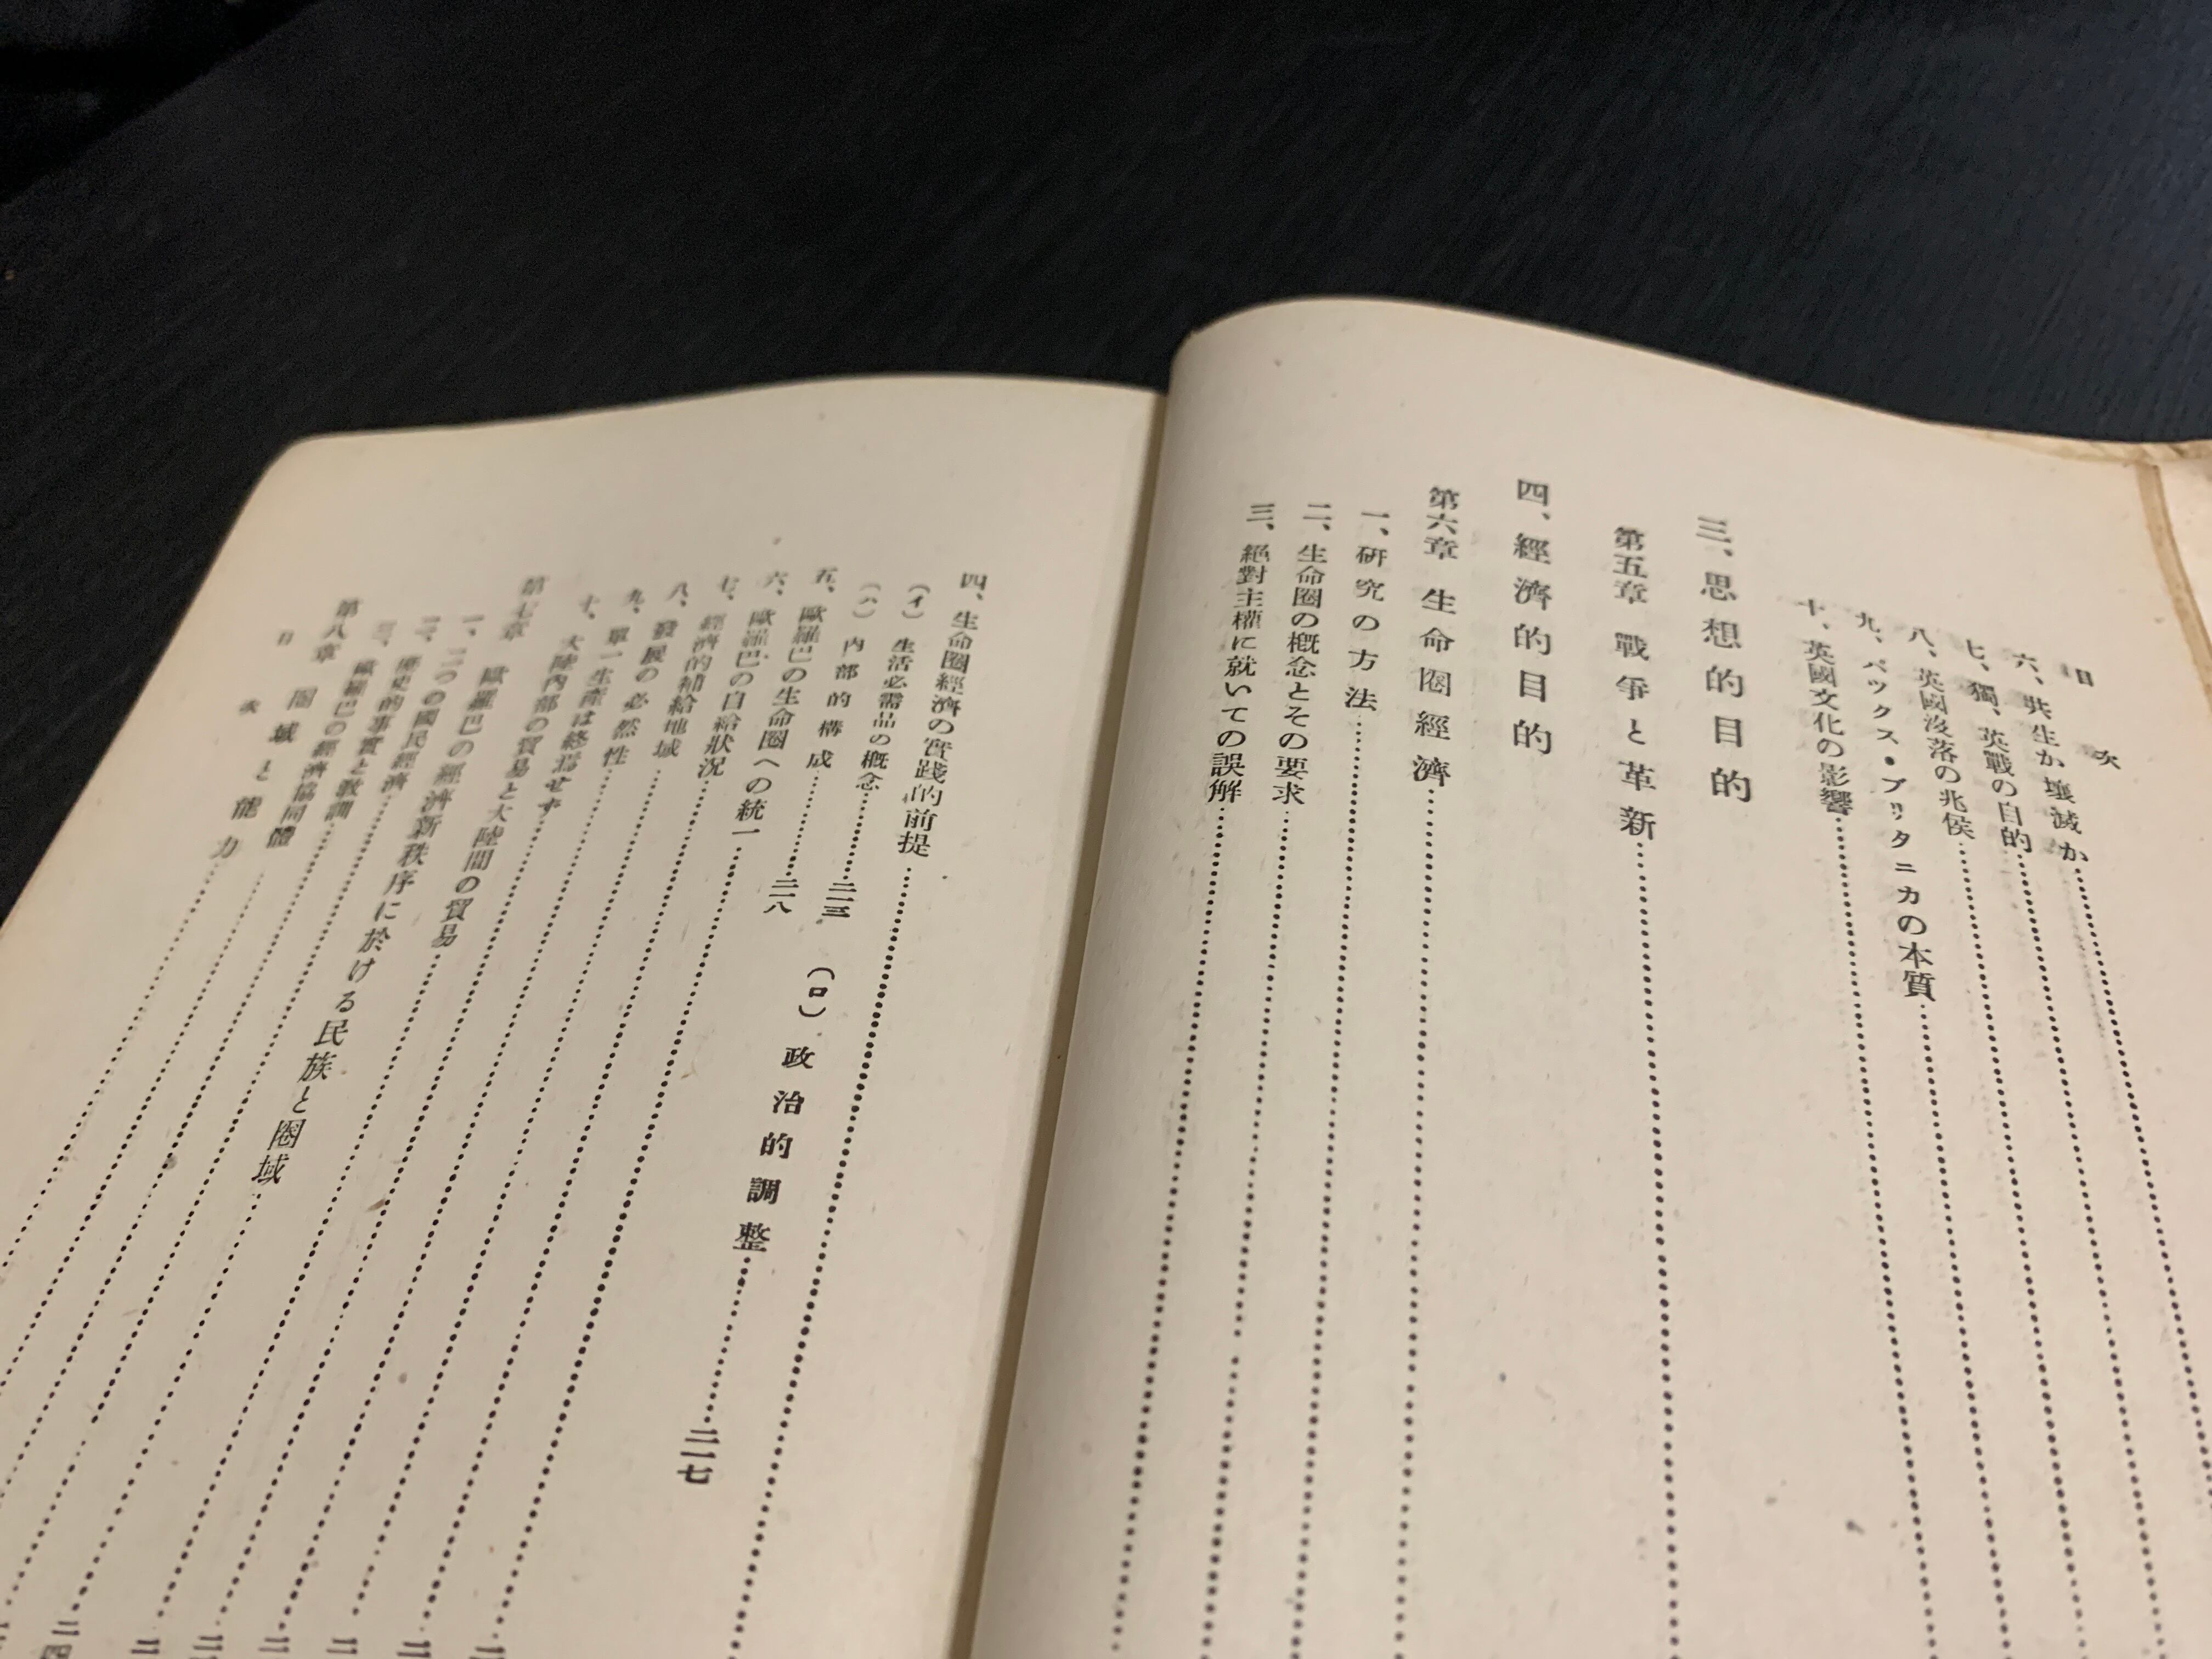 目次
六、共生か壊滅か
七、獨、英戰の目的
八、英國沒落の兆候
九、パックス・ブリタニカの本質
十、英國文化の影響
三、思想的目的
第五章 戰爭と革新
四、經濟的目的
第六章 生命圈經濟
一、研究の方法
二、生命圈の概念とその要求
三、絕對主權に就いての誤解
四、生命圈經濟の實踐的前提
(イ) 生活必需品の概念 二一三 (ロ) 政治的調整 二一七
(ハ) 內部的構成 二一八
五、歐羅巴の生命圈への統一
六、歐羅巴の自給狀況
七、經濟的補給地域
八、發展の必然性
九、單一生產は終焉せず
十、大陸內部の貿易と大陸間の貿易
第七章 歐羅巴の經濟新秩序に於ける民族と圈域
一、二つの國民經濟
二、歷史的事實と敎訓
三、歐羅巴の經濟協同體
第八章 圈域と能力
目次